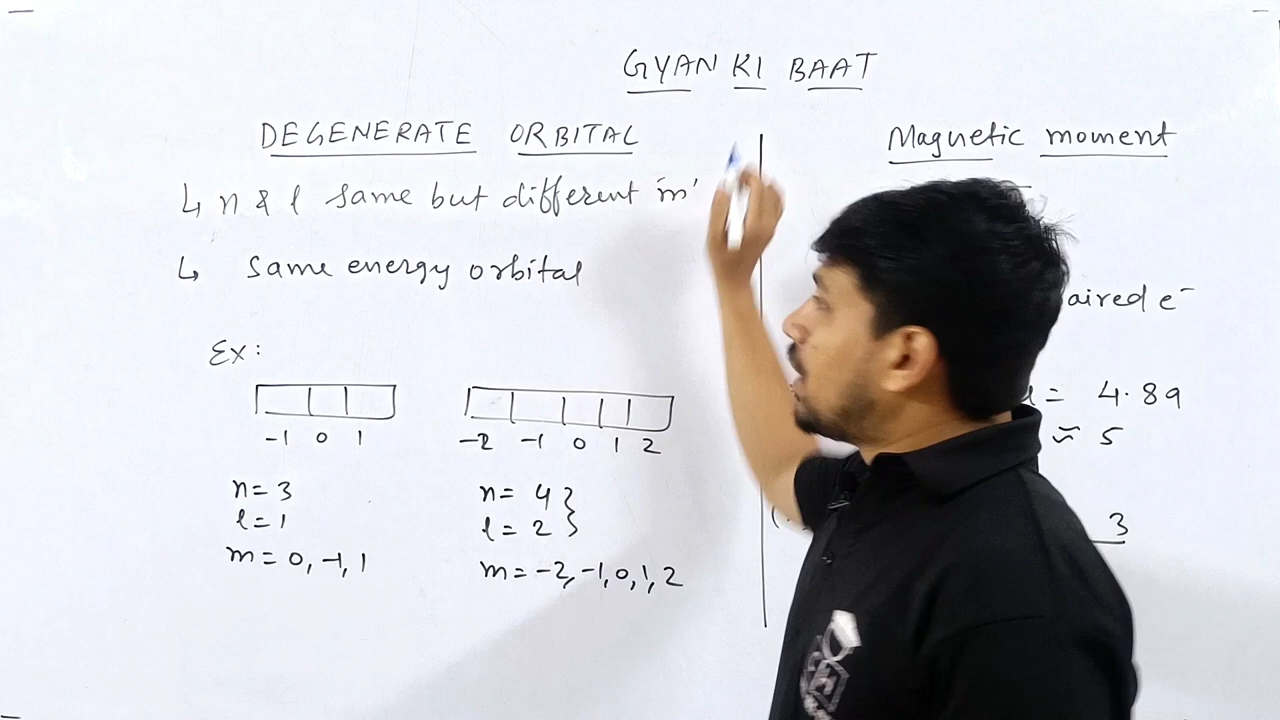 GYAN KI BAAT
DEGENERATE ORBITAL
↳ n & l same but different 'm'
↳ same energy orbital
Ex:
-1 0 1
-2 -1 0 1 2
n = 3
l = 1
m = 0, -1, 1
n = 4
l = 2
m = -2, -1, 0, 1, 2
Magnetic moment
aired e⁻
= 4.89
≈ 5
3